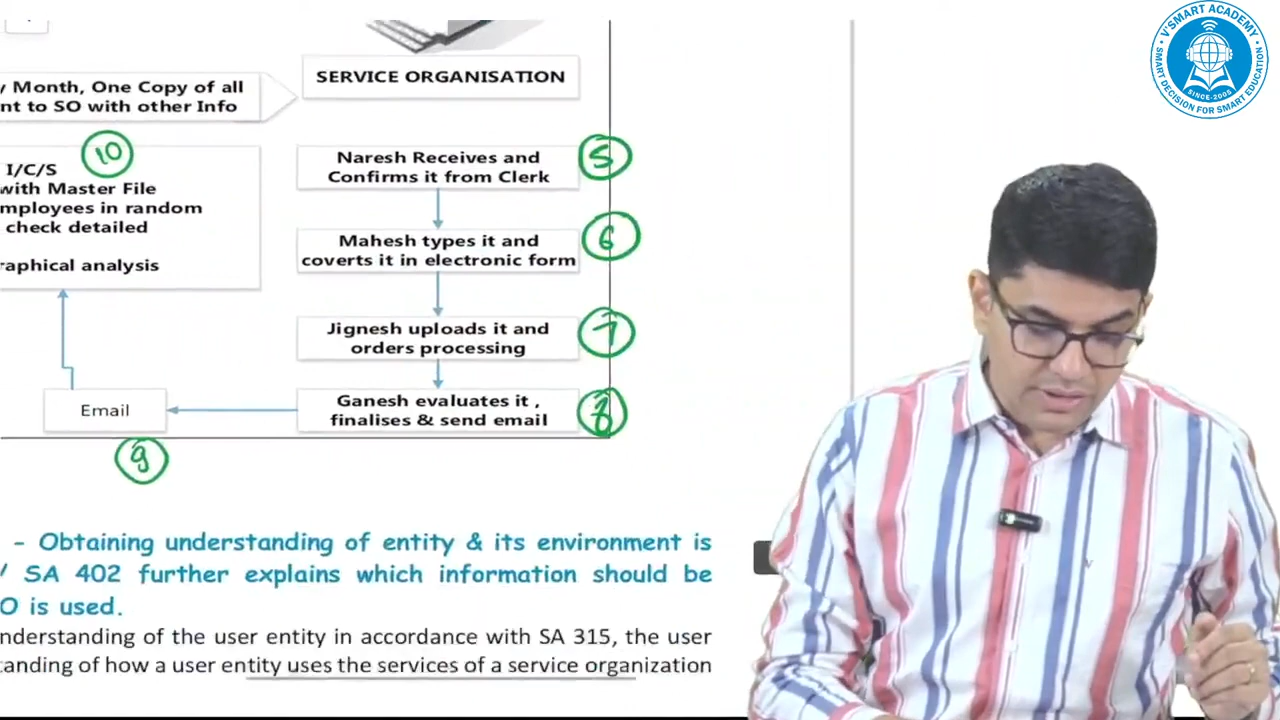 V'SMART ACADEMY
SMART DECISION FOR SMART EDUCATION
SINCE-2005
SERVICE ORGANISATION
y Month, One Copy of all
nt to SO with other Info
10
I/C/S
with Master File
mployees in random
check detailed
raphical analysis
Naresh Receives and
Confirms it from Clerk
5
Mahesh types it and
coverts it in electronic form
6
Jignesh uploads it and
orders processing
7
Ganesh evaluates it ,
finalises & send email
8
Email
9
- Obtaining understanding of entity & its environment is
/ SA 402 further explains which information should be
O is used.
nderstanding of the user entity in accordance with SA 315, the user
tanding of how a user entity uses the services of a service organization